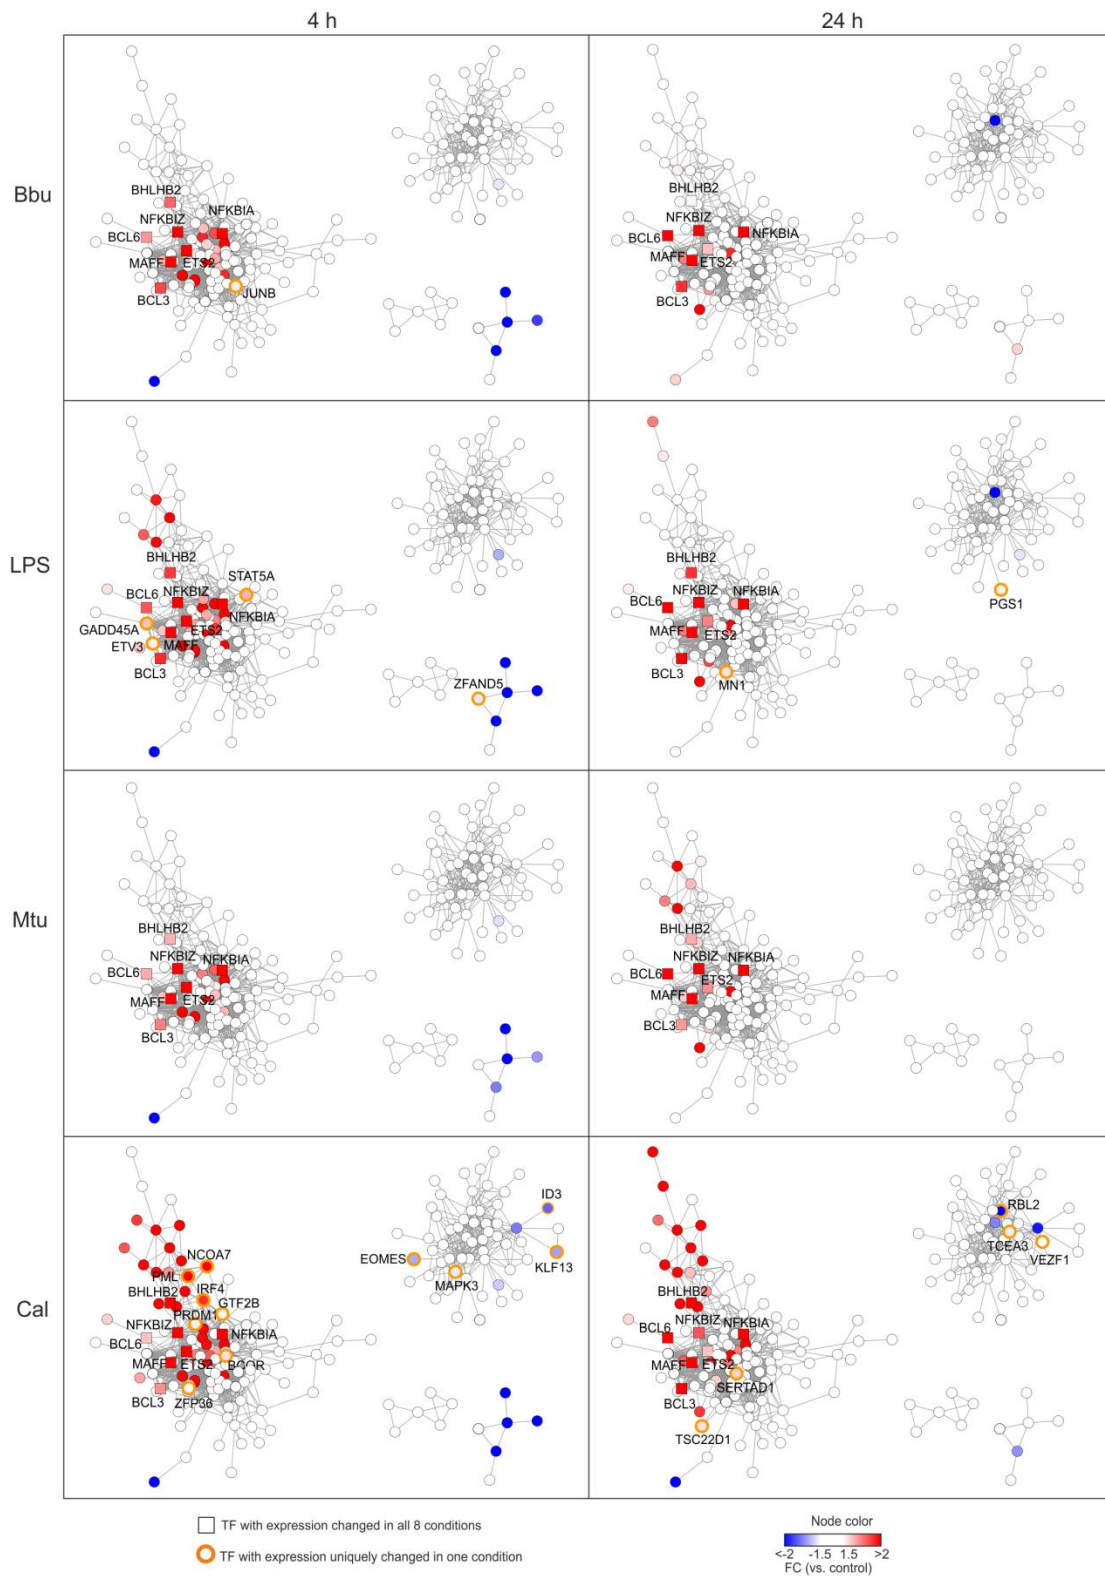 4 h
24 h
Bbu
BHLHB2
NFKBIZ
NFKBIA
BCL6
MAFF
ETS2
JUNB
BCL3
BHLHB2
NFKBIZ
NFKBIA
BCL6
MAFF
ETS2
BCL3
LPS
BHLHB2
STAT5A
BCL6
NFKBIZ
NFKBIA
GADD45A
ETS2
ETV3
MAFF
BCL3
ZFAND5
BHLHB2
NFKBIZ
NFKBIA
BCL6
MAFF
ETS2
BCL3
MN1
PGS1
Mtu
BHLHB2
NFKBIZ
NFKBIA
BCL6
MAFF
ETS2
BCL3
BHLHB2
NFKBIZ
NFKBIA
BCL6
ETS2
MAFF
BCL3
Cal
NCOA7
PML
BHLHB2
IRF4
GTF2B
PRDM1
NFKBIZ
NFKBIA
BCL6
MAFF
ETS2
BCOR
BCL3
ZFP36
ID3
EOMES
KLF13
MAPK3
BHLHB2
NFKBIZ
NFKBIA
BCL6
MAFF
ETS2
SERTAD1
BCL3
TSC22D1
RBL2
TCEA3
VEZF1
TF with expression changed in all 8 conditions
TF with expression uniquely changed in one condition
Node color
<-2 -1.5 1.5 >2
FC (vs. control)